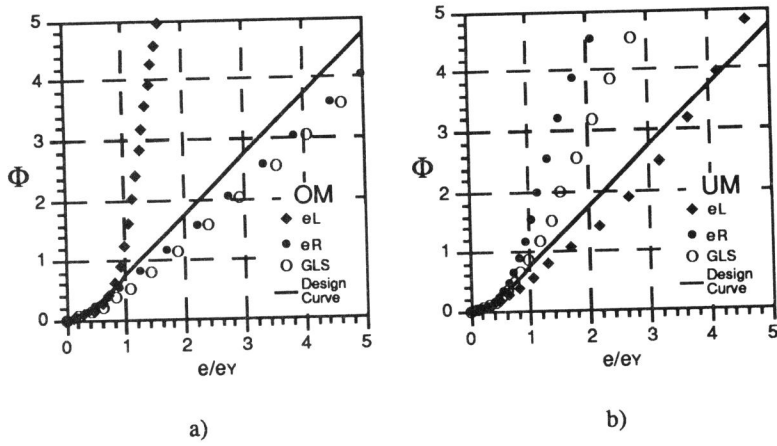 5
4
3
2
1
0
Φ
OM
eL
eR
GLS
Design
Curve
0 1 2 3 4 5
e/eY
a)
5
4
3
2
1
0
Φ
UM
eL
eR
GLS
Design
Curve
0 1 2 3 4 5
e/eY
b)